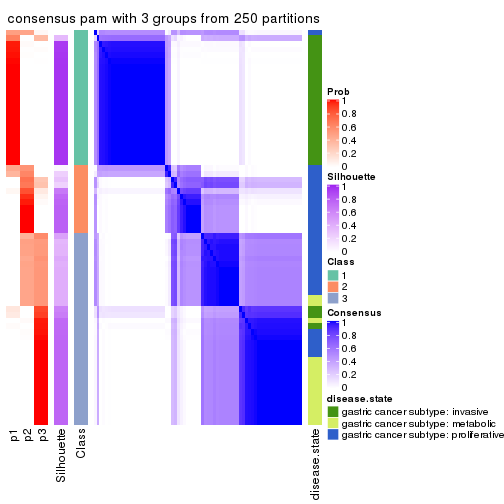 consensus pam with 3 groups from 250 partitions
Prob
1
0.8
0.6
0.4
0.2
0
Silhouette
1
0.8
0.6
0.4
0.2
0
Class
1
2
3
Consensus
1
0.8
0.6
0.4
0.2
0
disease.state
gastric cancer subtype: invasive
gastric cancer subtype: metabolic
gastric cancer subtype: proliferative
p1
p2
p3
Silhouette
Class
disease.state